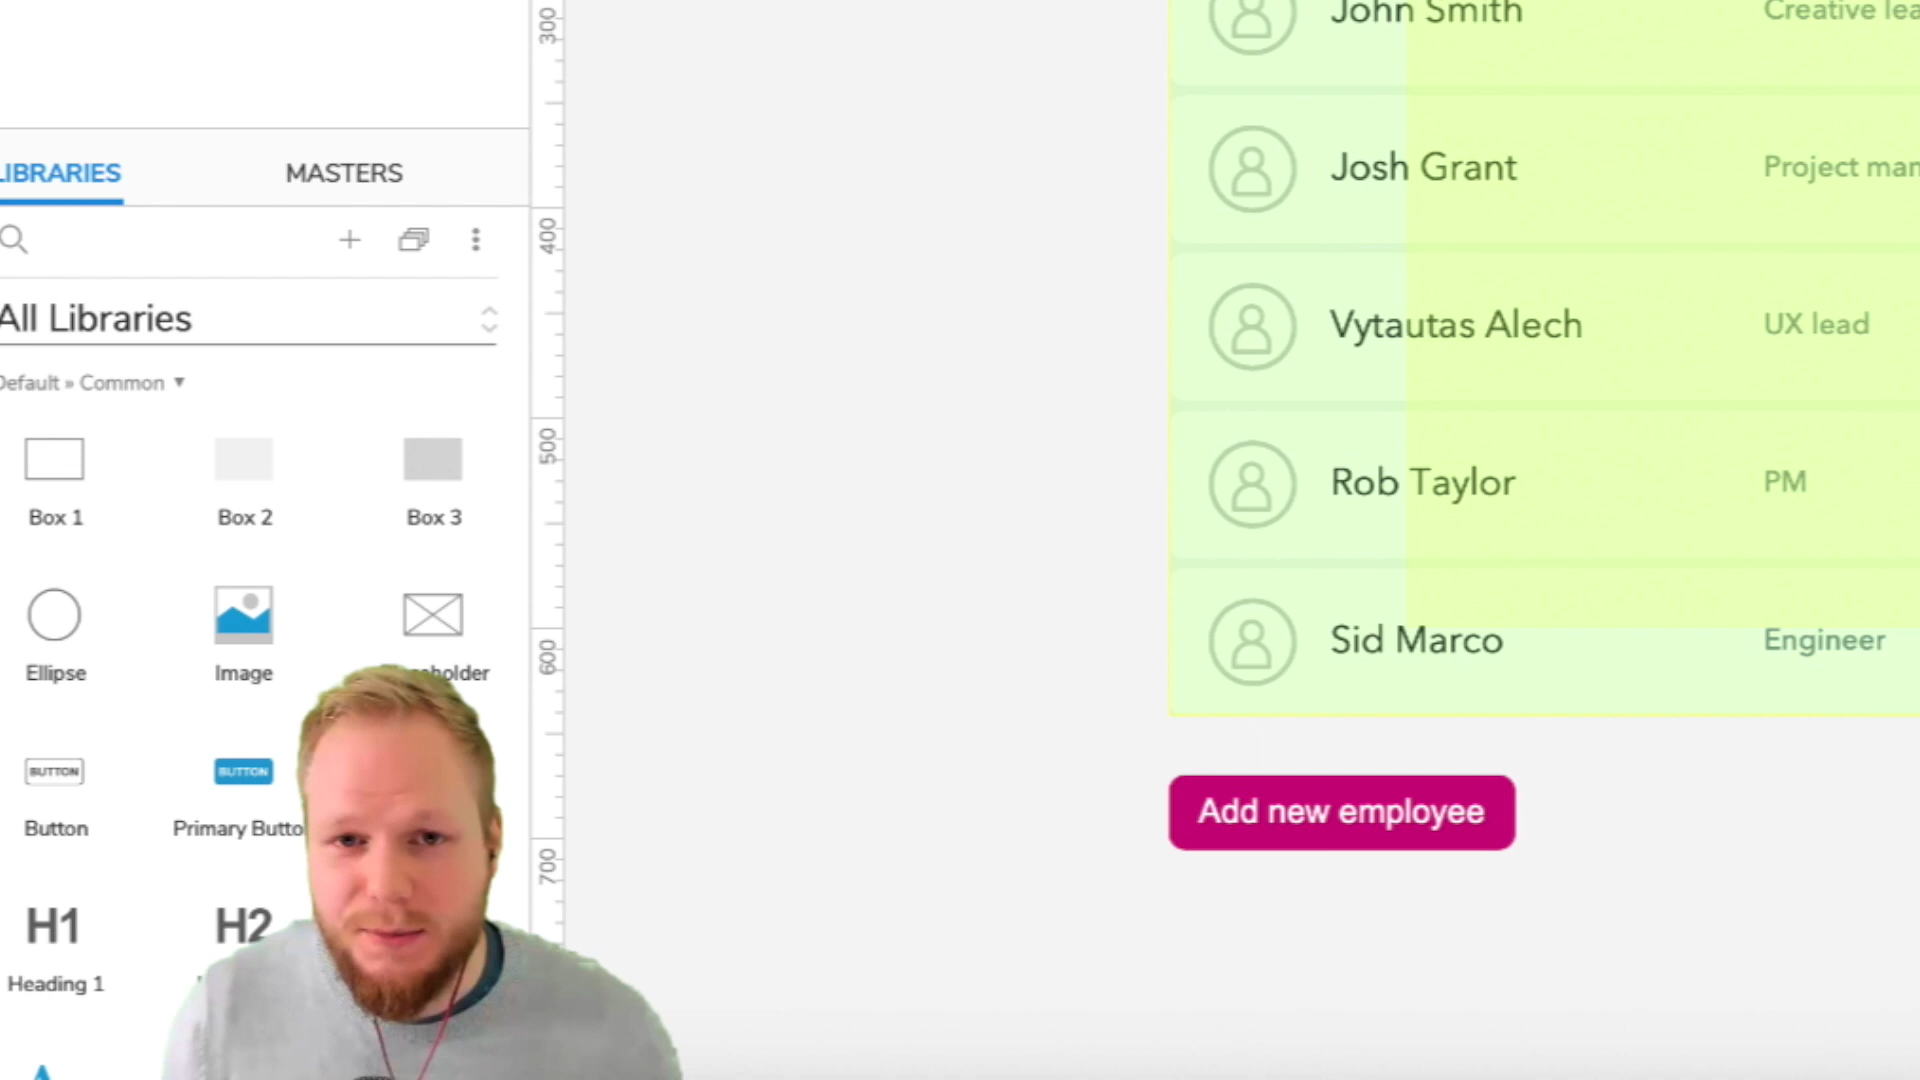 300
John Smith
Creative lea
LIBRARIES
MASTERS
Josh Grant
Project man
400
All Libraries
Vytautas Alech
UX lead
Default » Common ▼
500
Box 1
Box 2
Box 3
Rob Taylor
PM
600
Sid Marco
Engineer
Ellipse
Image
holder
BUTTON
BUTTON
Button
Primary Butto
Add new employee
700
H1
H2
Heading 1